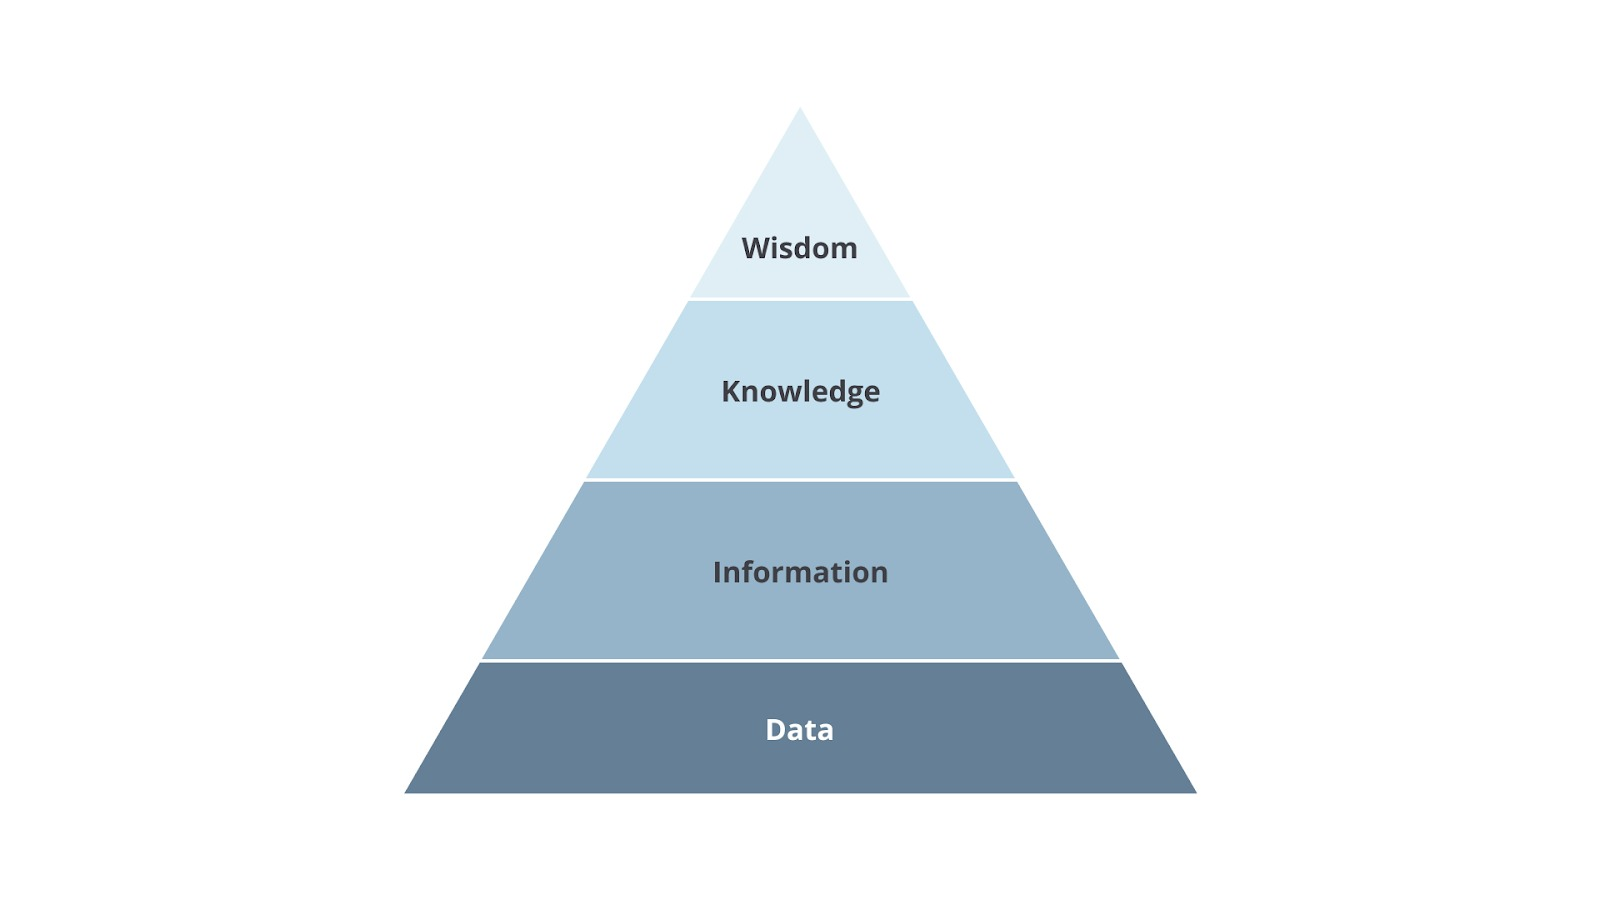 Wisdom
Knowledge
Information
Data